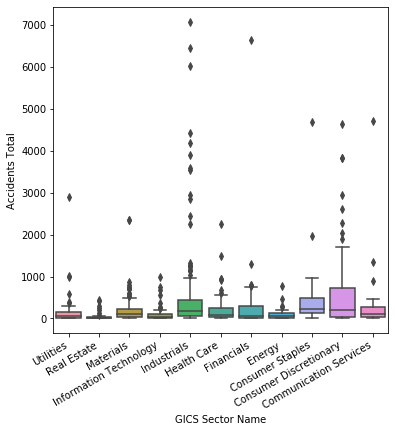 7000
6000
5000
4000
3000
2000
1000
0
Accidents Total
Utilities
Real Estate
Materials
Information Technology
Industrials
Health Care
Financials
Energy
Consumer Staples
Consumer Discretionary
Communication Services
GICS Sector Name